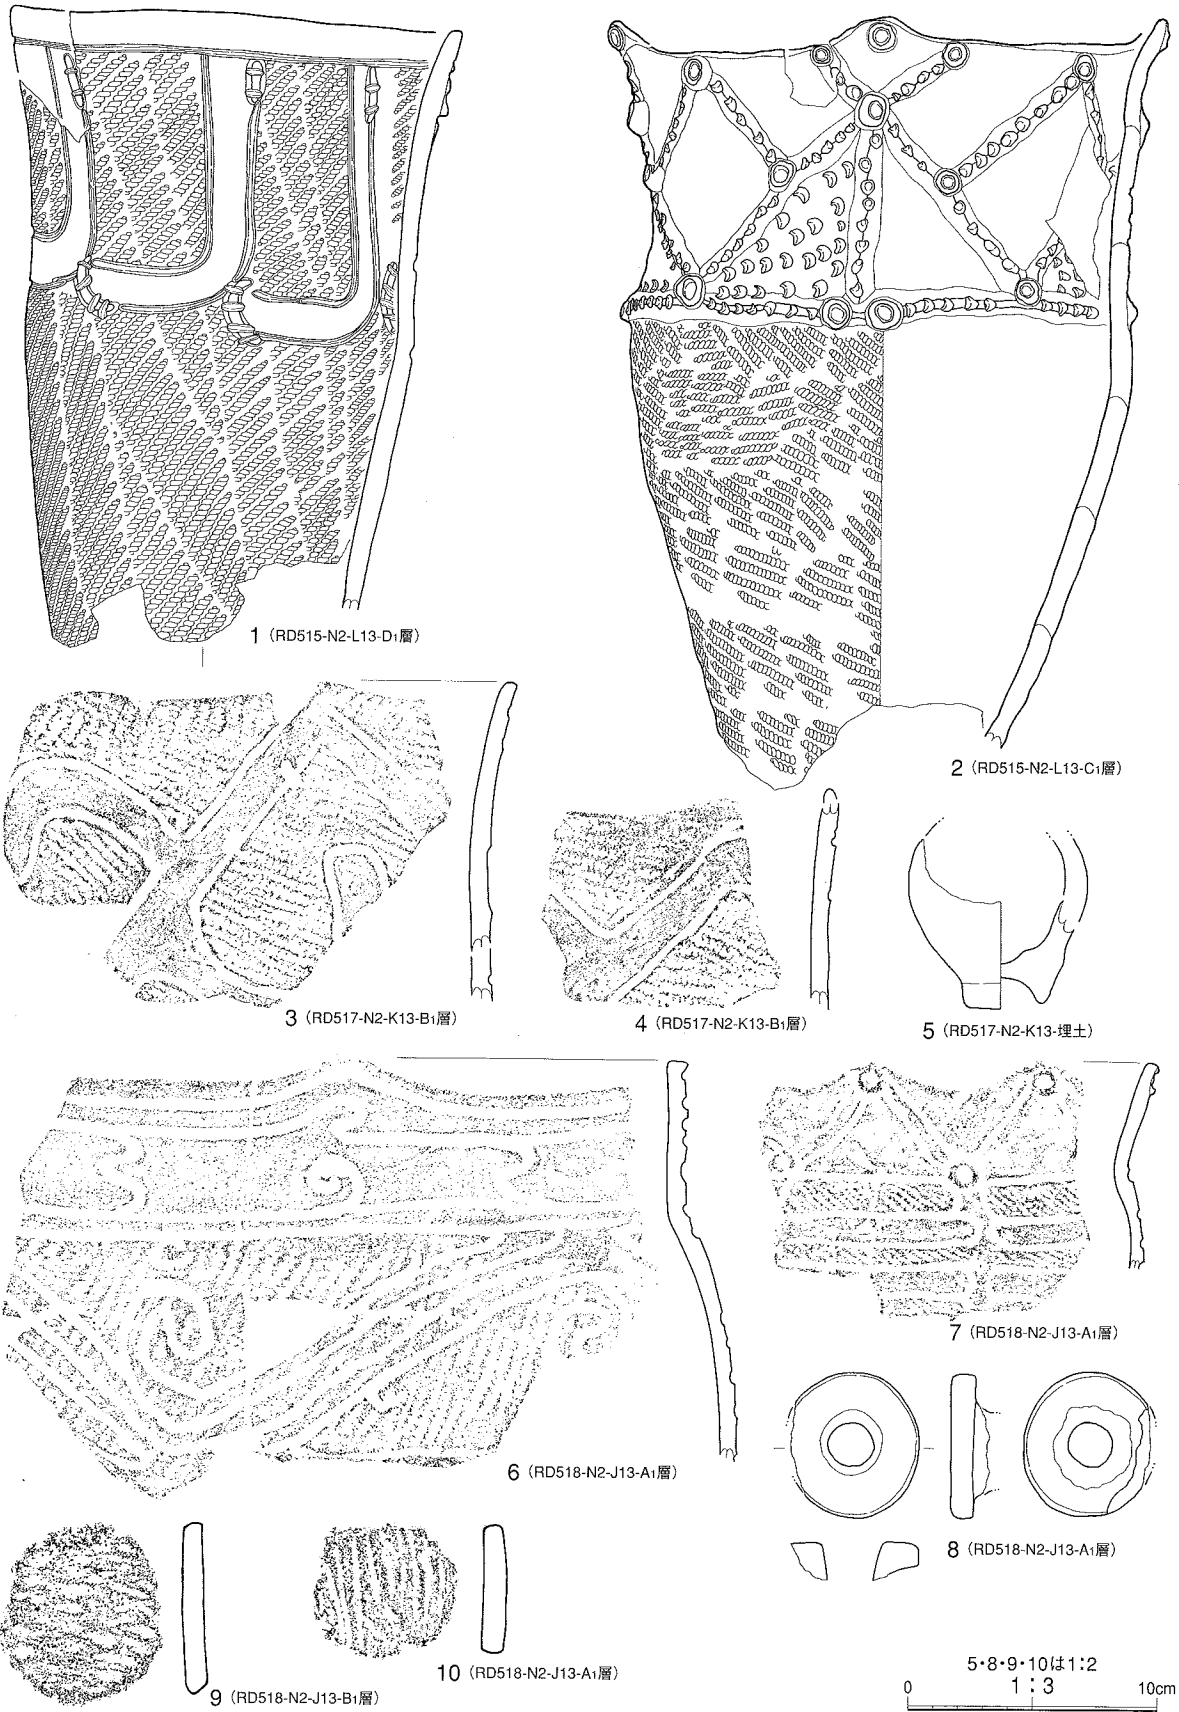 1 (RD515-N2-L13-D1層)
2 (RD515-N2-L13-C1層)
3 (RD517-N2-K13-B1層)
4 (RD517-N2-K13-B1層)
5 (RD517-N2-K13-埋土)
6 (RD518-N2-J13-A1層)
7 (RD518-N2-J13-A1層)
8 (RD518-N2-J13-A1層)
9 (RD518-N2-J13-B1層)
10 (RD518-N2-J13-A1層)
5•8•9•10は1:2
1:3
0 10cm